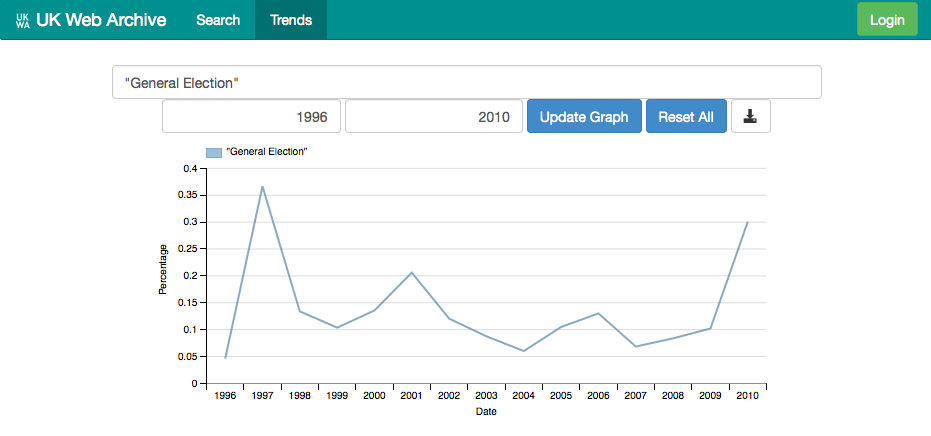 UK WA UK Web Archive Search Trends Login
"General Election"
1996 2010 Update Graph Reset All
"General Election"
0.4
0.35
0.3
0.25
0.2
0.15
0.1
0.05
0
Percentage
1996 1997 1998 1999 2000 2001 2002 2003 2004 2005 2006 2007 2008 2009 2010
Date